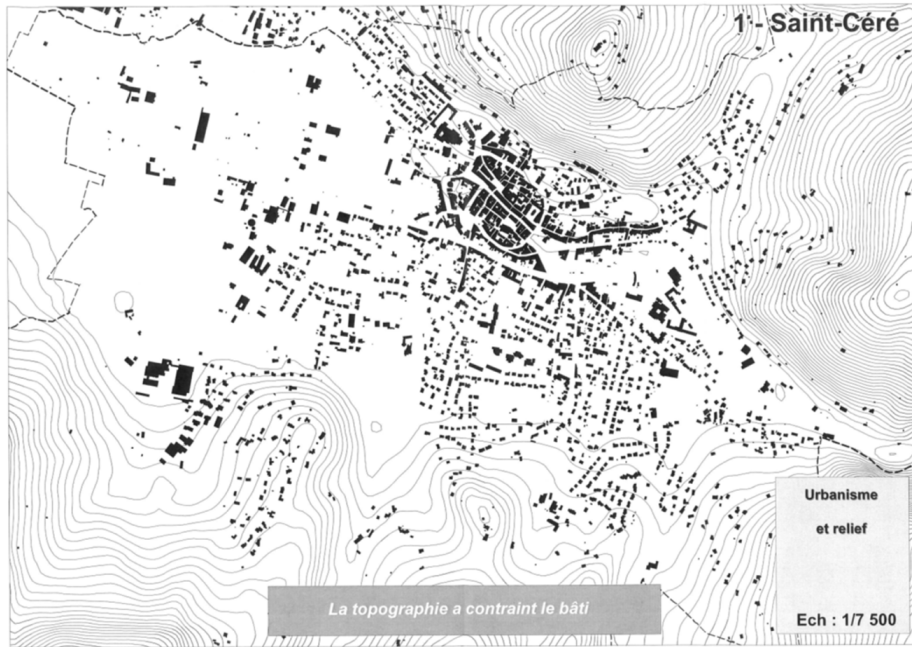 1 - Saint-Céré
Urbanisme
et relief
La topographie a contraint le bâti
Ech : 1/7 500